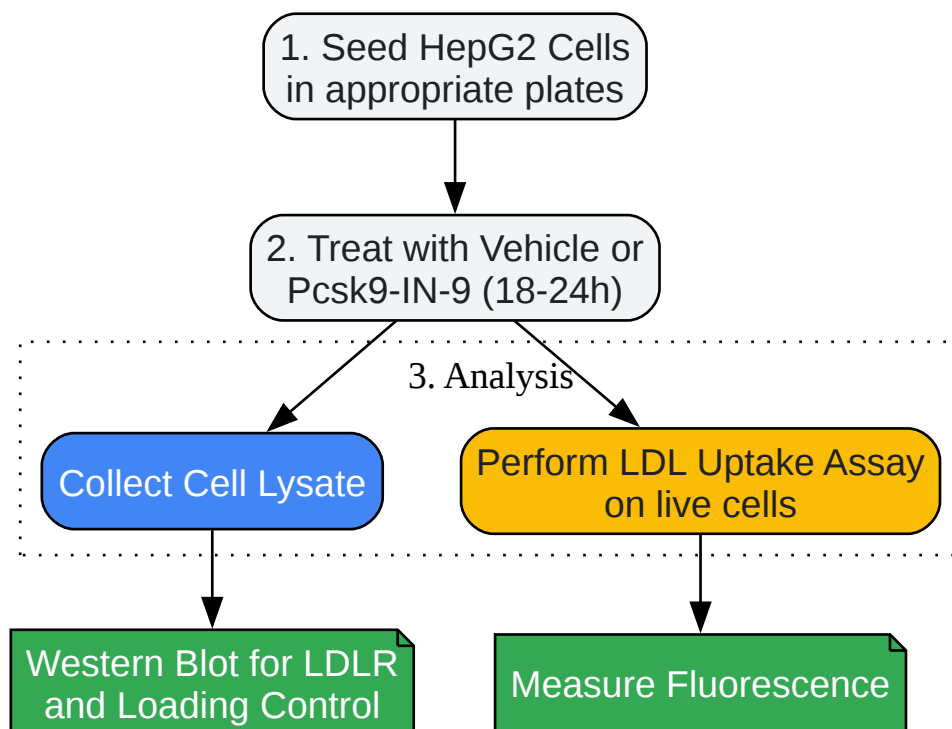 1. Seed HepG2 Cells
in appropriate plates
2. Treat with Vehicle or
Pcsk9-IN-9 (18-24h)
3. Analysis
Collect Cell Lysate
Perform LDL Uptake Assay
on live cells
Western Blot for LDLR
and Loading Control
Measure Fluorescence